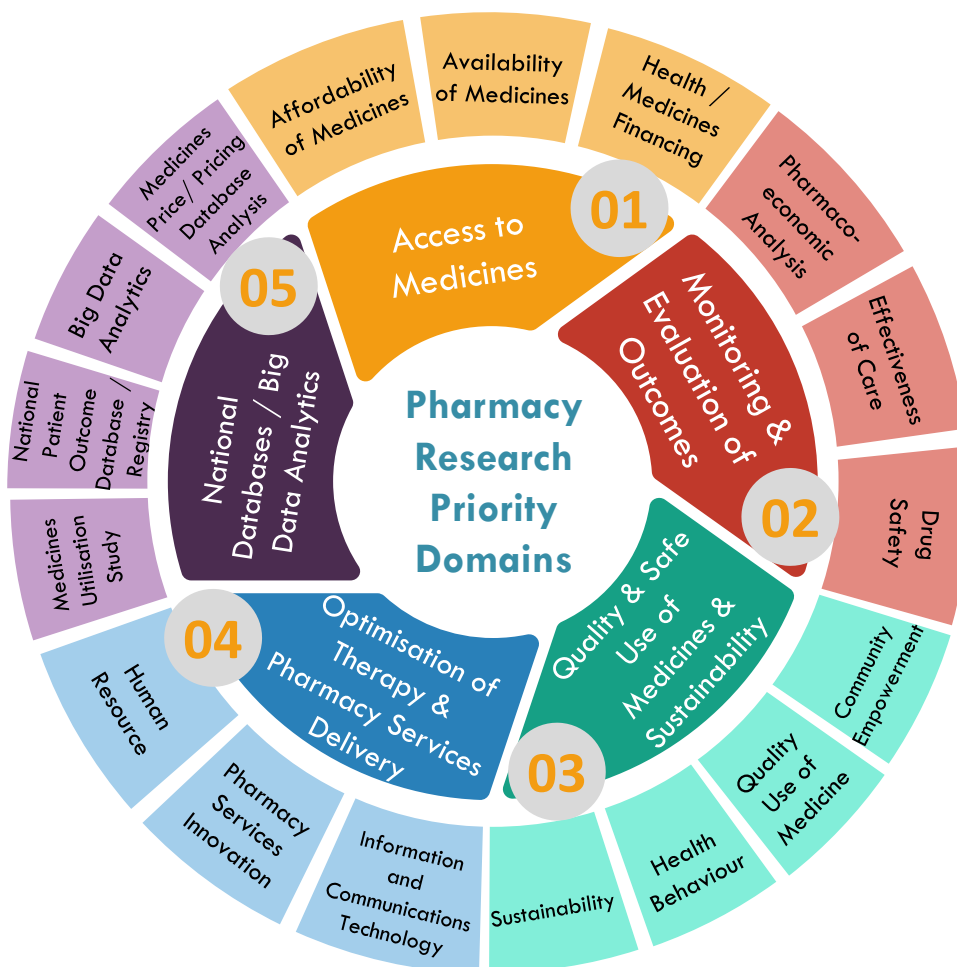 Pharmacy
Research
Priority
Domains
01
Access to
Medicines
Affordability
of Medicines
Availability
of Medicines
Health /
Medicines
Financing
02
Monitoring &
Evaluation of
Outcomes
Pharmaco-
economic
Analysis
Effectiveness
of Care
Drug
Safety
03
Quality & Safe
Use of
Medicines &
Sustainability
Community
Empowerment
Quality
Use of
Medicine
Health
Behaviour
Sustainability
04
Optimisation of
Therapy &
Pharmacy Services
Delivery
Information
and
Communications
Technology
Pharmacy
Services
Innovation
Human
Resource
05
National
Databases / Big
Data Analytics
Medicines
Utilisation
Study
National
Patient
Outcome
Database /
Registry
Big Data
Analytics
Medicines
Price/ Pricing
Database
Analysis